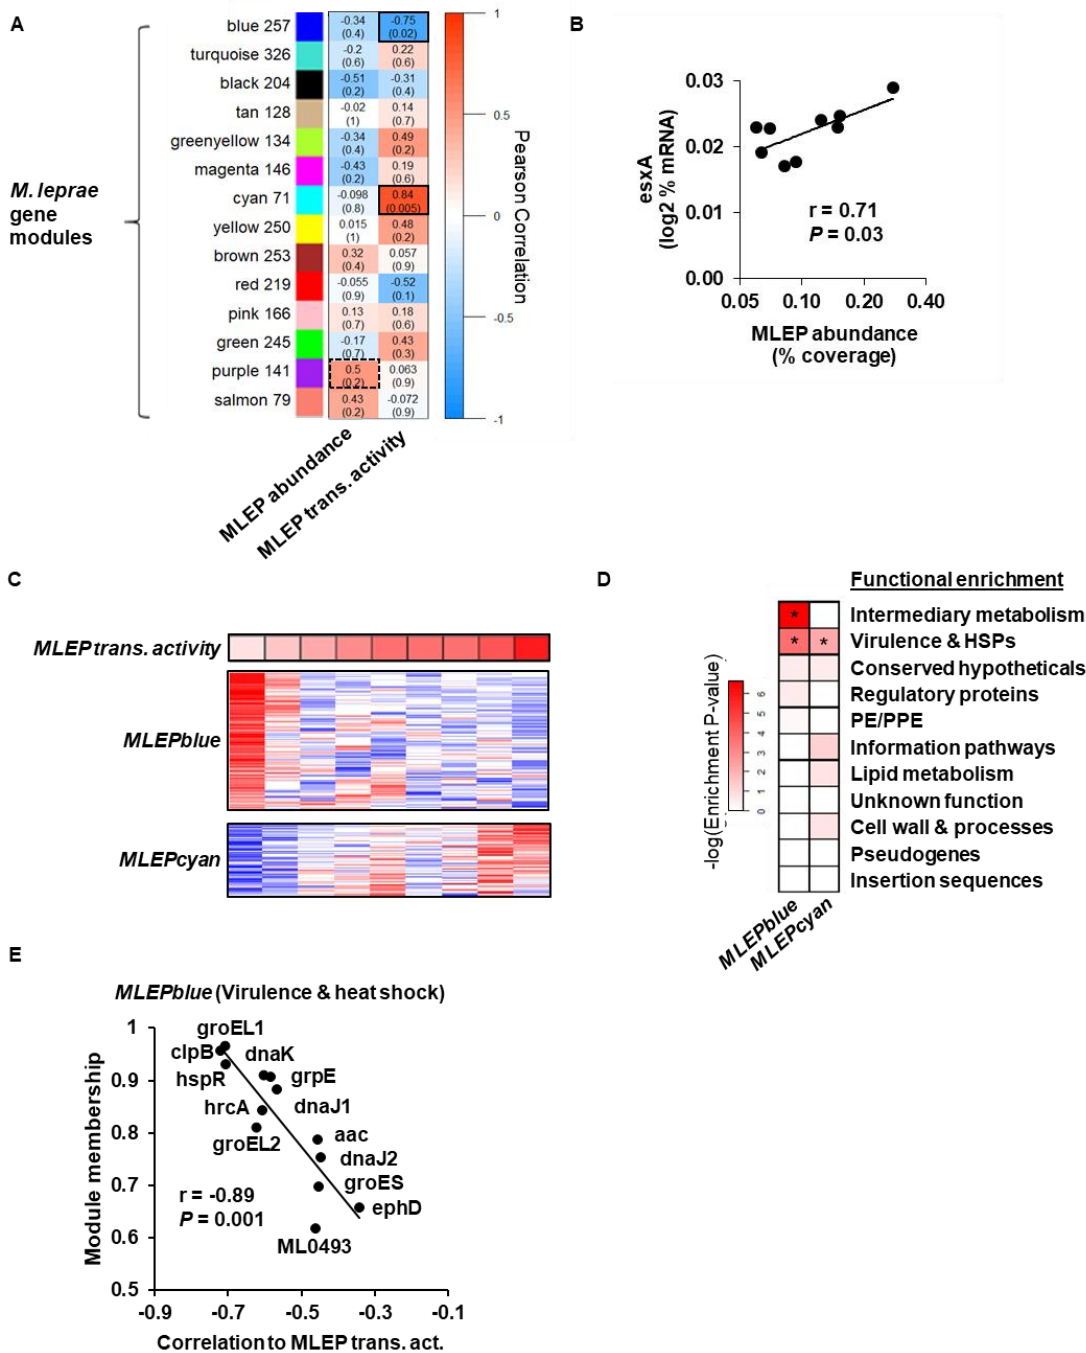 A
blue 257
-0.34 -0.75
(0.4) (0.02)
turquoise 326
-0.2 0.22
(0.6) (0.6)
black 204
-0.51 -0.31
(0.2) (0.4)
tan 128
-0.02 0.14
(1) (0.7)
greenyellow 134
-0.34 0.49
(0.4) (0.2)
magenta 146
-0.43 0.19
(0.2) (0.6)
cyan 71
-0.098 0.84
(0.8) (0.005)
yellow 250
0.015 0.48
(1) (0.2)
brown 253
0.32 0.057
(0.4) (0.9)
red 219
-0.055 -0.52
(0.9) (0.1)
pink 166
0.13 0.18
(0.7) (0.6)
green 245
-0.17 0.43
(0.7) (0.3)
purple 141
0.5 0.063
(0.2) (0.9)
salmon 79
0.43 -0.072
(0.2) (0.9)
M. leprae
gene
modules
1
0.5
0
-0.5
-1
Pearson Correlation
MLEP abundance
MLEP trans. activity
B
esxA
(log2 % mRNA)
0.03
0.02
0.01
0.00
r = 0.71
P = 0.03
0.05 0.10 0.20 0.40
MLEP abundance
(% coverage)
C
MLEP trans. activity
MLEPblue
MLEPcyan
D
Functional enrichment
* Intermediary metabolism
* * Virulence & HSPs
Conserved hypotheticals
Regulatory proteins
PE/PPE
Information pathways
Lipid metabolism
Unknown function
Cell wall & processes
Pseudogenes
Insertion sequences
-log(Enrichment P-value)
6
5
4
3
2
1
0
MLEPblue
MLEPcyan
E
MLEPblue (Virulence & heat shock)
Module membership
1
0.9
0.8
0.7
0.6
0.5
groEL1
clpB
dnaK
hspR
grpE
hrcA
dnaJ1
groEL2
aac
dnaJ2
groES
ephD
ML0493
r = -0.89
P = 0.001
-0.9 -0.7 -0.5 -0.3 -0.1
Correlation to MLEP trans. act.